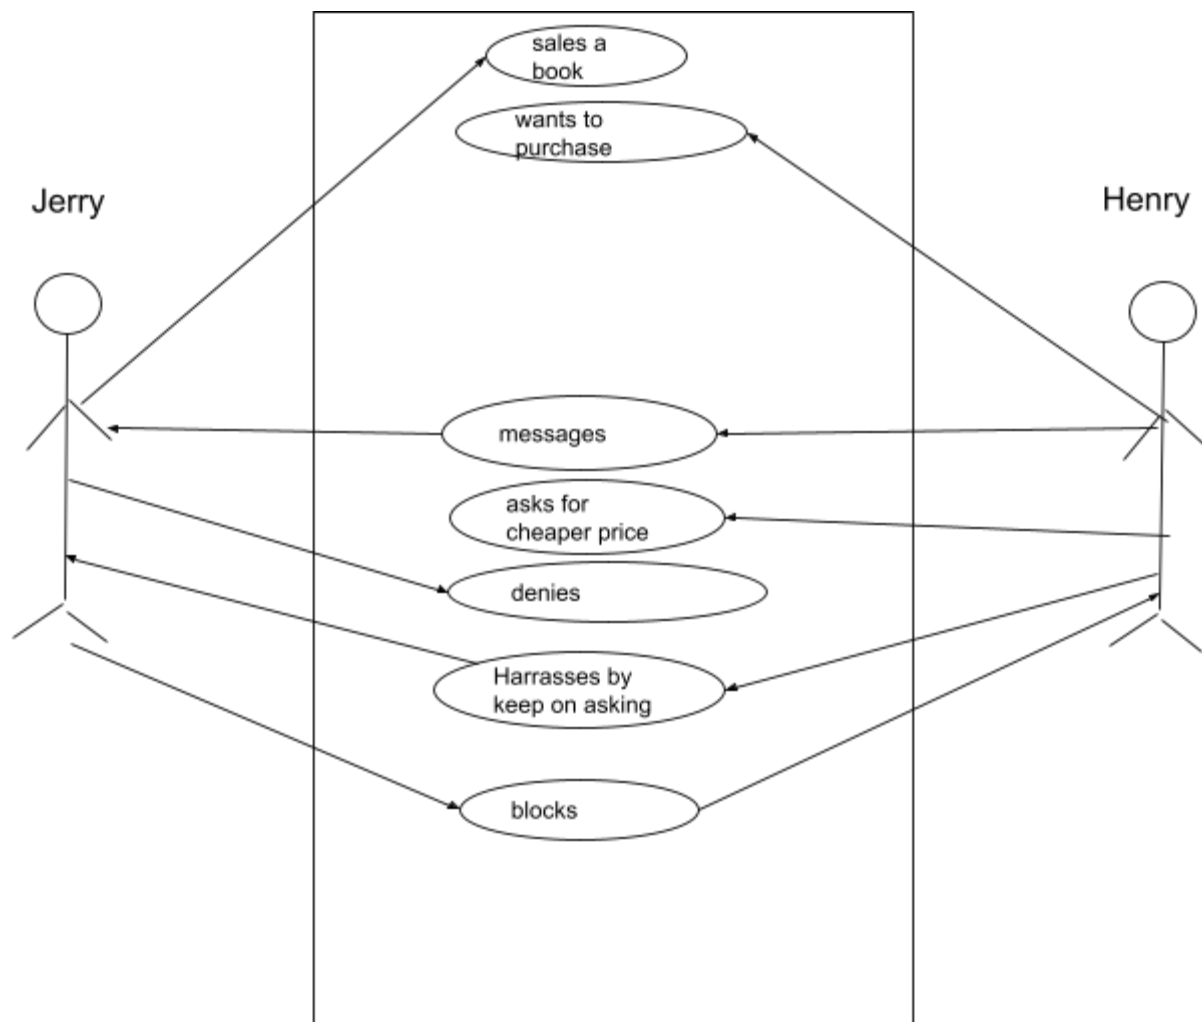 sales a
book
wants to
purchase
Jerry
Henry
messages
asks for
cheaper price
denies
Harrasses by
keep on asking
blocks